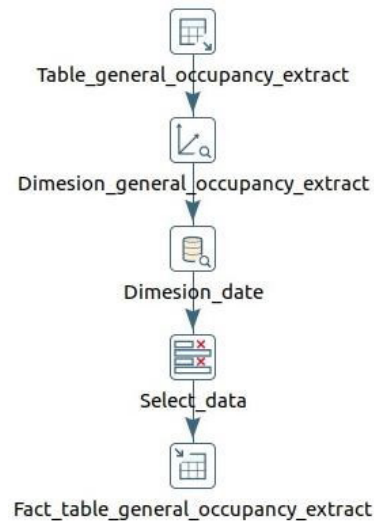 Table_general_occupancy_extract
Dimesion_general_occupancy_extract
Dimesion_date
Select_data
Fact_table_general_occupancy_extract